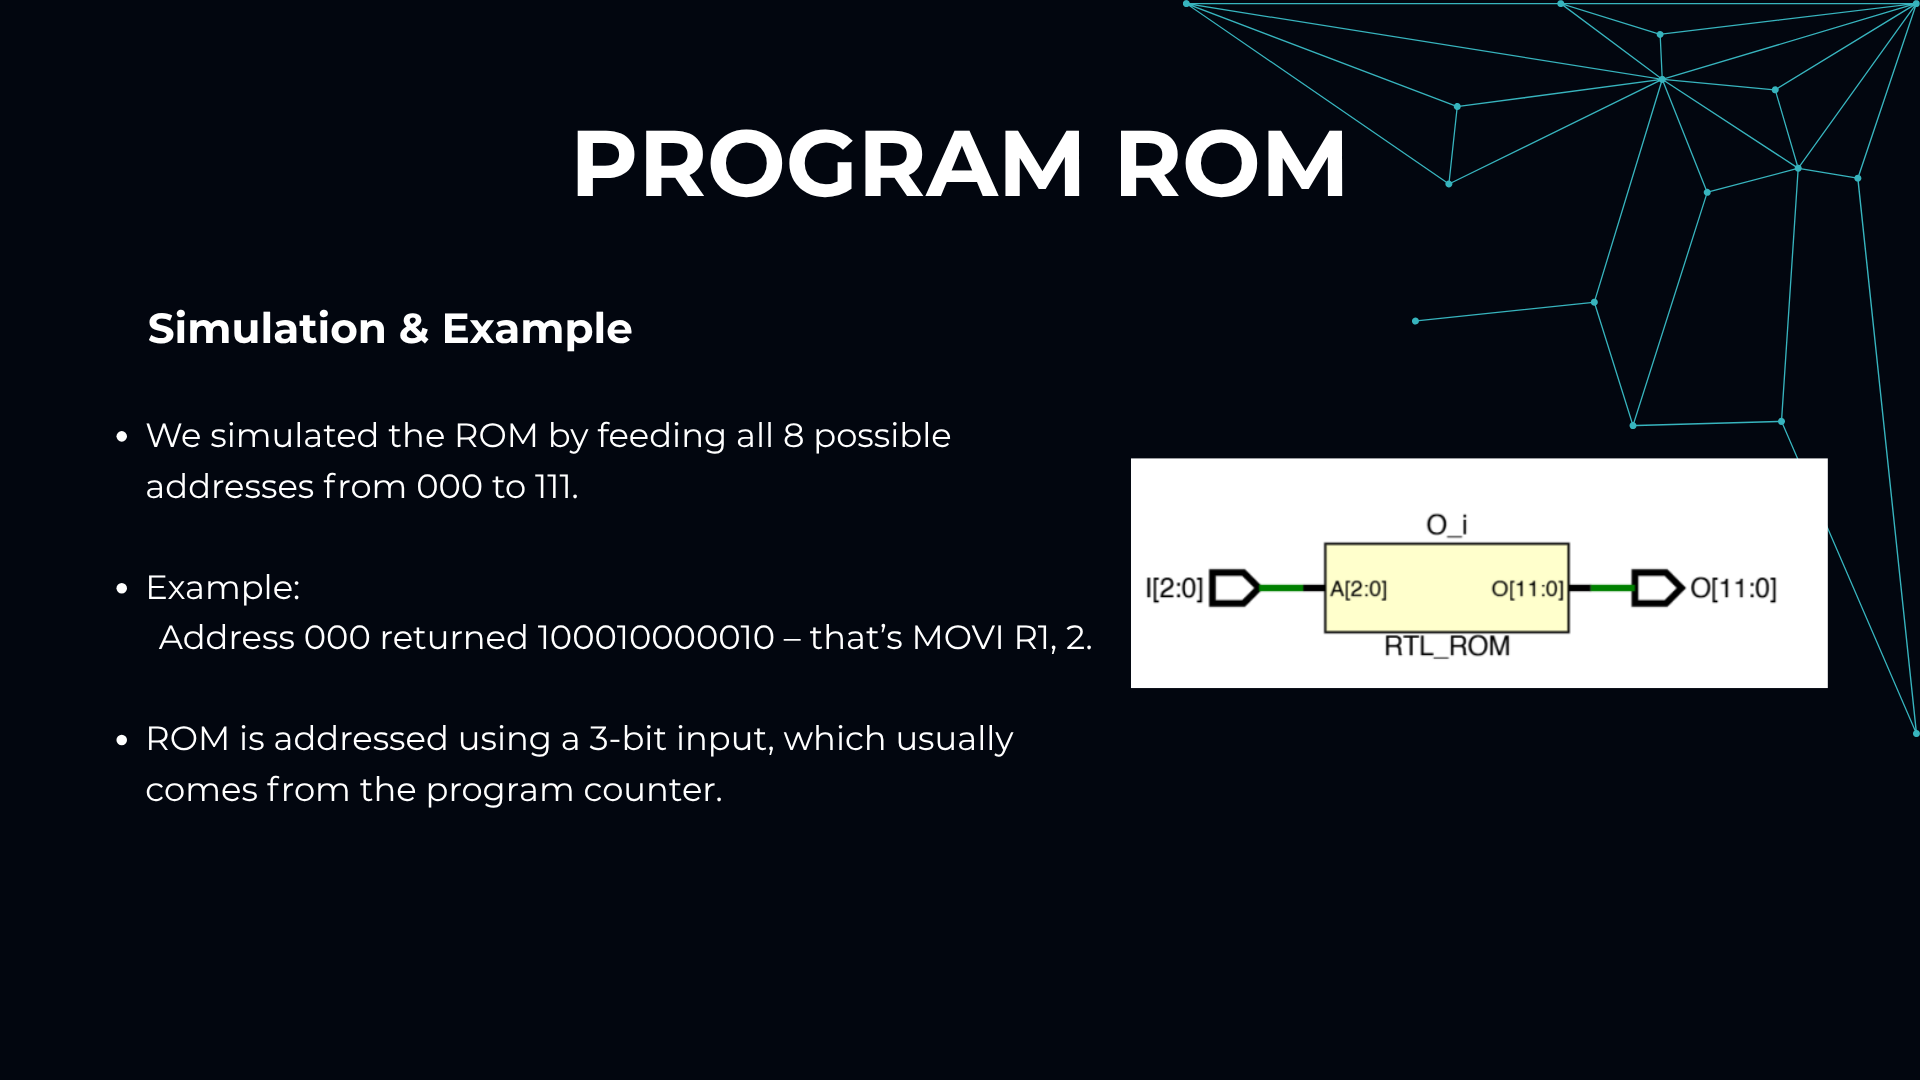 PROGRAM ROM
Simulation & Example
• We simulated the ROM by feeding all 8 possible
addresses from 000 to 111.
• Example:
Address 000 returned 100010000010 – that’s MOVI R1, 2.
• ROM is addressed using a 3-bit input, which usually
comes from the program counter.
O_i
I[2:0] A[2:0] O[11:0] O[11:0]
RTL_ROM